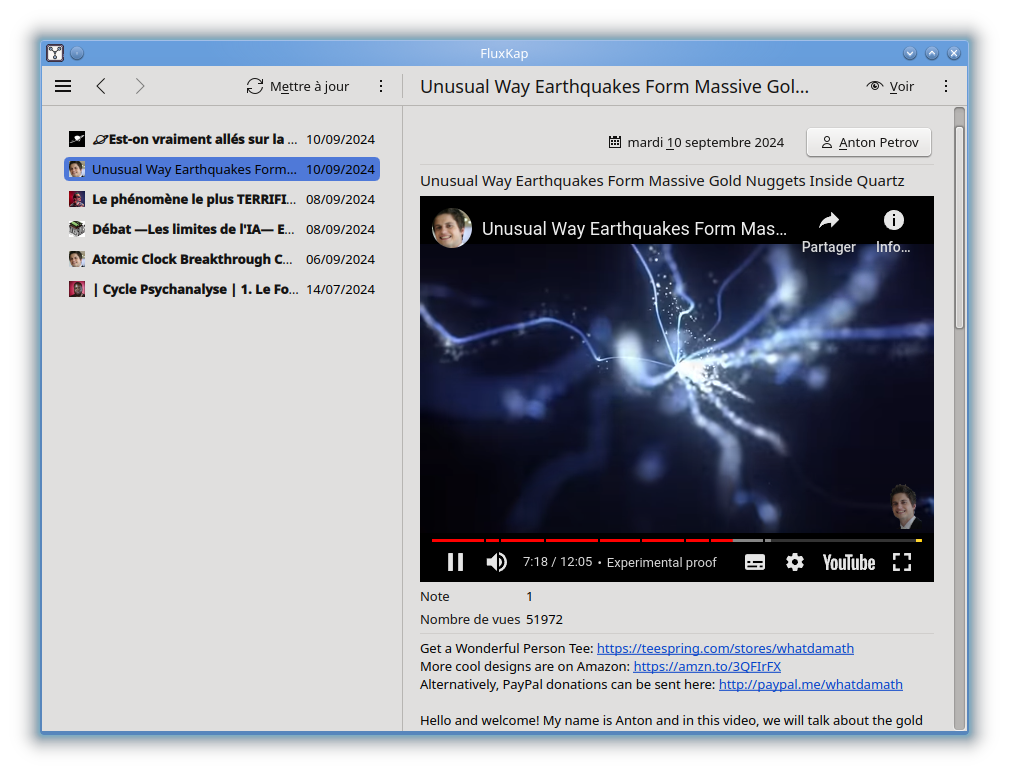 FluxKap
Mettre à jour
Unusual Way Earthquakes Form Massive Gol...
Voir
🪐Est-on vraiment allés sur la ... 10/09/2024
Unusual Way Earthquakes Form... 10/09/2024
Le phénomène le plus TERRIFI... 08/09/2024
Débat —Les limites de l'IA— E... 08/09/2024
Atomic Clock Breakthrough C... 06/09/2024
| Cycle Psychanalyse | 1. Le Fo... 14/07/2024
mardi 10 septembre 2024
Anton Petrov
Unusual Way Earthquakes Form Massive Gold Nuggets Inside Quartz
Unusual Way Earthquakes Form Mas...
Partager
Info...
7:18 / 12:05 • Experimental proof
YouTube
Note 1
Nombre de vues 51972
Get a Wonderful Person Tee: https://teespring.com/stores/whatdamath
More cool designs are on Amazon: https://amzn.to/3QFIrFX
Alternatively, PayPal donations can be sent here: http://paypal.me/whatdamath
Hello and welcome! My name is Anton and in this video, we will talk about the gold